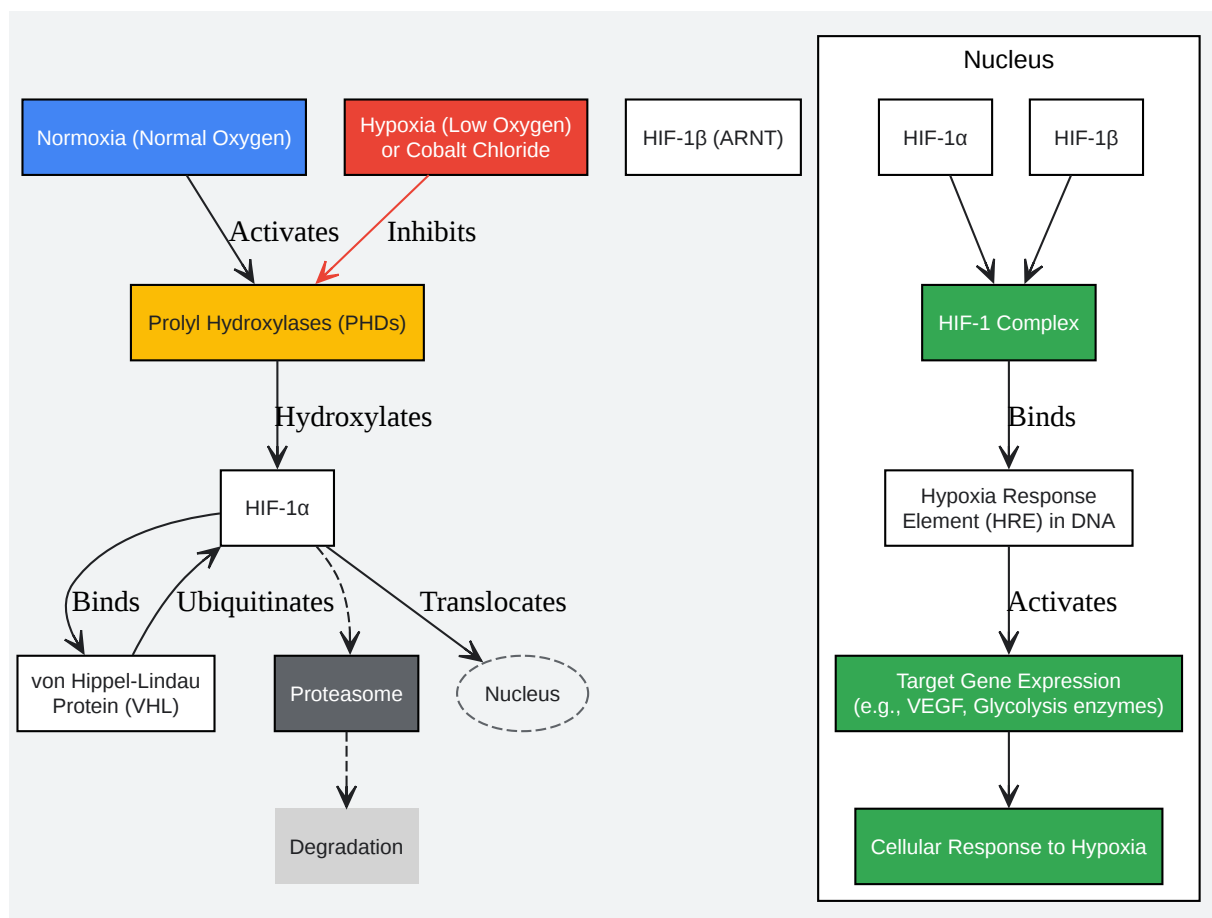 Nucleus
Normoxia (Normal Oxygen)
Hypoxia (Low Oxygen)
or Cobalt Chloride
HIF-1β (ARNT)
HIF-1α
HIF-1β
Activates
Inhibits
Prolyl Hydroxylases (PHDs)
HIF-1 Complex
Hydroxylates
Binds
HIF-1α
Hypoxia Response
Element (HRE) in DNA
Binds
Ubiquitinates
Translocates
Activates
von Hippel-Lindau
Protein (VHL)
Proteasome
Nucleus
Target Gene Expression
(e.g., VEGF, Glycolysis enzymes)
Degradation
Cellular Response to Hypoxia